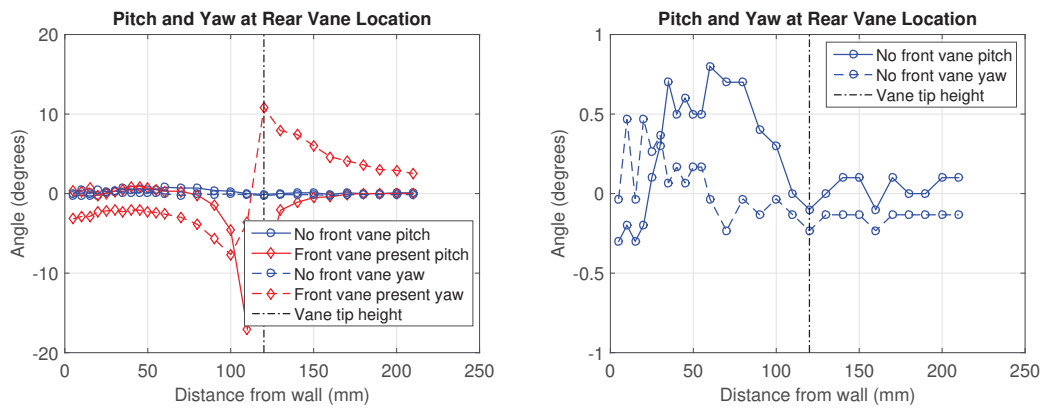 Pitch and Yaw at Rear Vane Location
20
10
0
-10
-20
Angle (degrees)
No front vane pitch
Front vane present pitch
No front vane yaw
Front vane present yaw
Vane tip height
0 50 100 150 200 250
Distance from wall (mm)
Pitch and Yaw at Rear Vane Location
1
0.5
0
-0.5
-1
Angle (degrees)
No front vane pitch
No front vane yaw
Vane tip height
0 50 100 150 200 250
Distance from wall (mm)